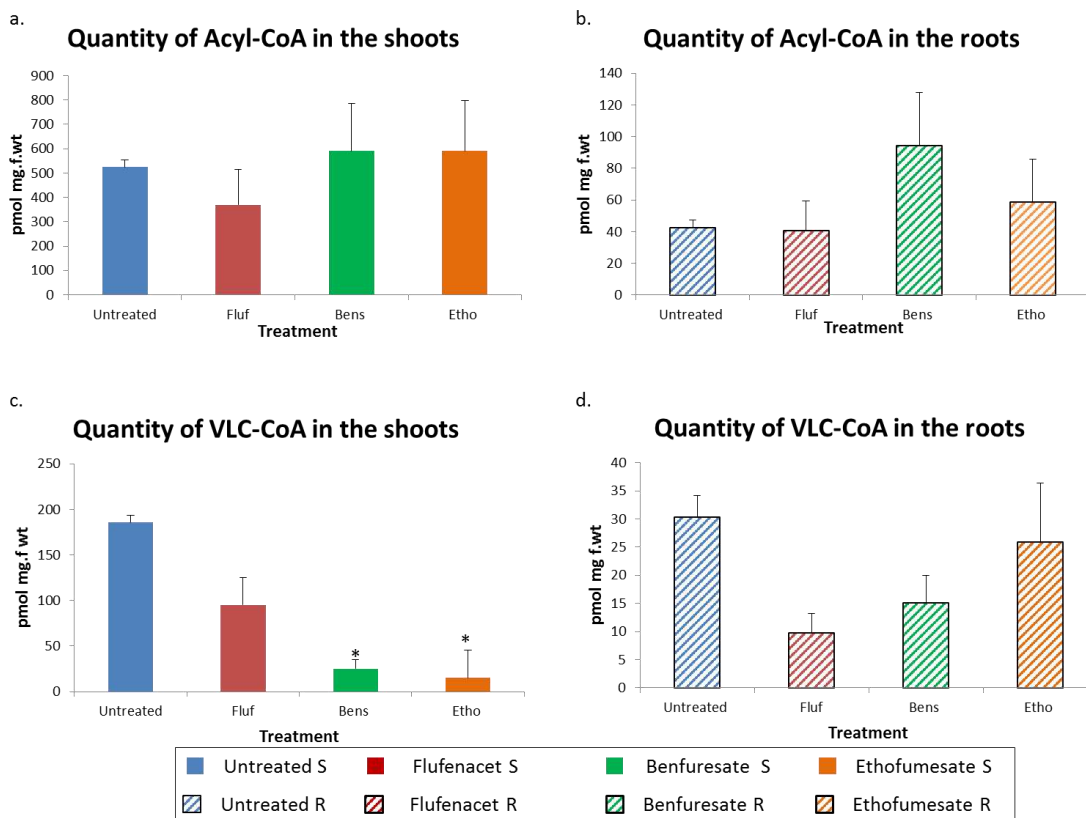 a.
Quantity of Acyl-CoA in the shoots
pmol mg.f.wt
900
800
700
600
500
400
300
200
100
0
Untreated Fluf Bens Etho
Treatment
b.
Quantity of Acyl-CoA in the roots
pmol mg f.wt
140
120
100
80
60
40
20
0
Untreated Fluf Bens Etho
Treatment
c.
Quantity of VLC-CoA in the shoots
pmol mg.f wt
250
200
150
100
50
0
* *
Untreated Fluf Bens Etho
Treatment
d.
Quantity of VLC-CoA in the roots
pmol mg f.wt
40
35
30
25
20
15
10
5
0
Untreated Fluf Bens Etho
Treatment
Untreated S Flufenacet S Benfuresate S Ethofumesate S
Untreated R Flufenacet R Benfuresate R Ethofumesate R